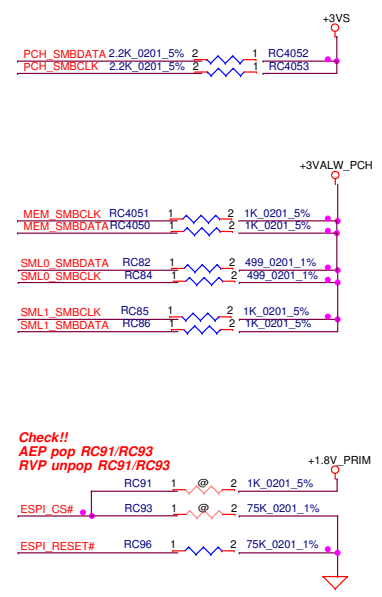 +3VS
PCH_SMBDATA 2.2K_0201_5% 2 1 RC4052
PCH_SMBCLK 2.2K_0201_5% 2 1 RC4053
+3VALW_PCH
MEM_SMBCLK RC4051 1 2 1K_0201_5%
MEM_SMBDATA RC4050 1 2 1K_0201_5%
SML0_SMBDATA RC82 1 2 499_0201_1%
SML0_SMBCLK RC84 1 2 499_0201_1%
SML1_SMBCLK RC85 1 2 1K_0201_5%
SML1_SMBDATA RC86 1 2 1K_0201_5%
Check!!
AEP pop RC91/RC93
RVP unpop RC91/RC93
+1.8V_PRIM
RC91 1 @ 2 1K_0201_5%
ESPI_CS# RC93 1 @ 2 75K_0201_1%
ESPI_RESET# RC96 1 2 75K_0201_1%